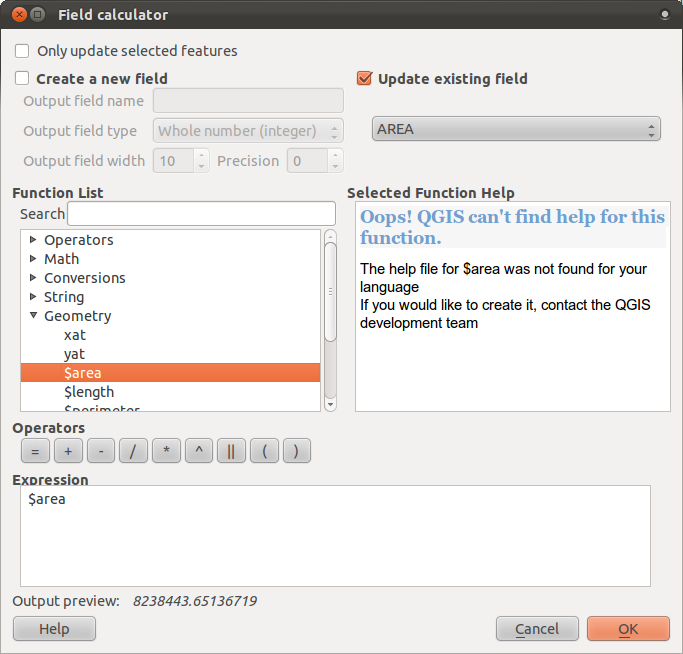 Field calculator
Only update selected features
Create a new field
Update existing field
Output field name
Output field type Whole number (integer)
AREA
Output field width 10 Precision 0
Function List
Selected Function Help
Search
Oops! QGIS can't find help for this
function.
The help file for $area was not found for your
language
If you would like to create it, contact the QGIS
development team
Operators
Math
Conversions
String
Geometry
xat
yat
$area
$length
$perimeter
Operators
= + - / * ^ || ( )
Expression
$area
Output preview: 8238443.65136719
Help
Cancel
OK